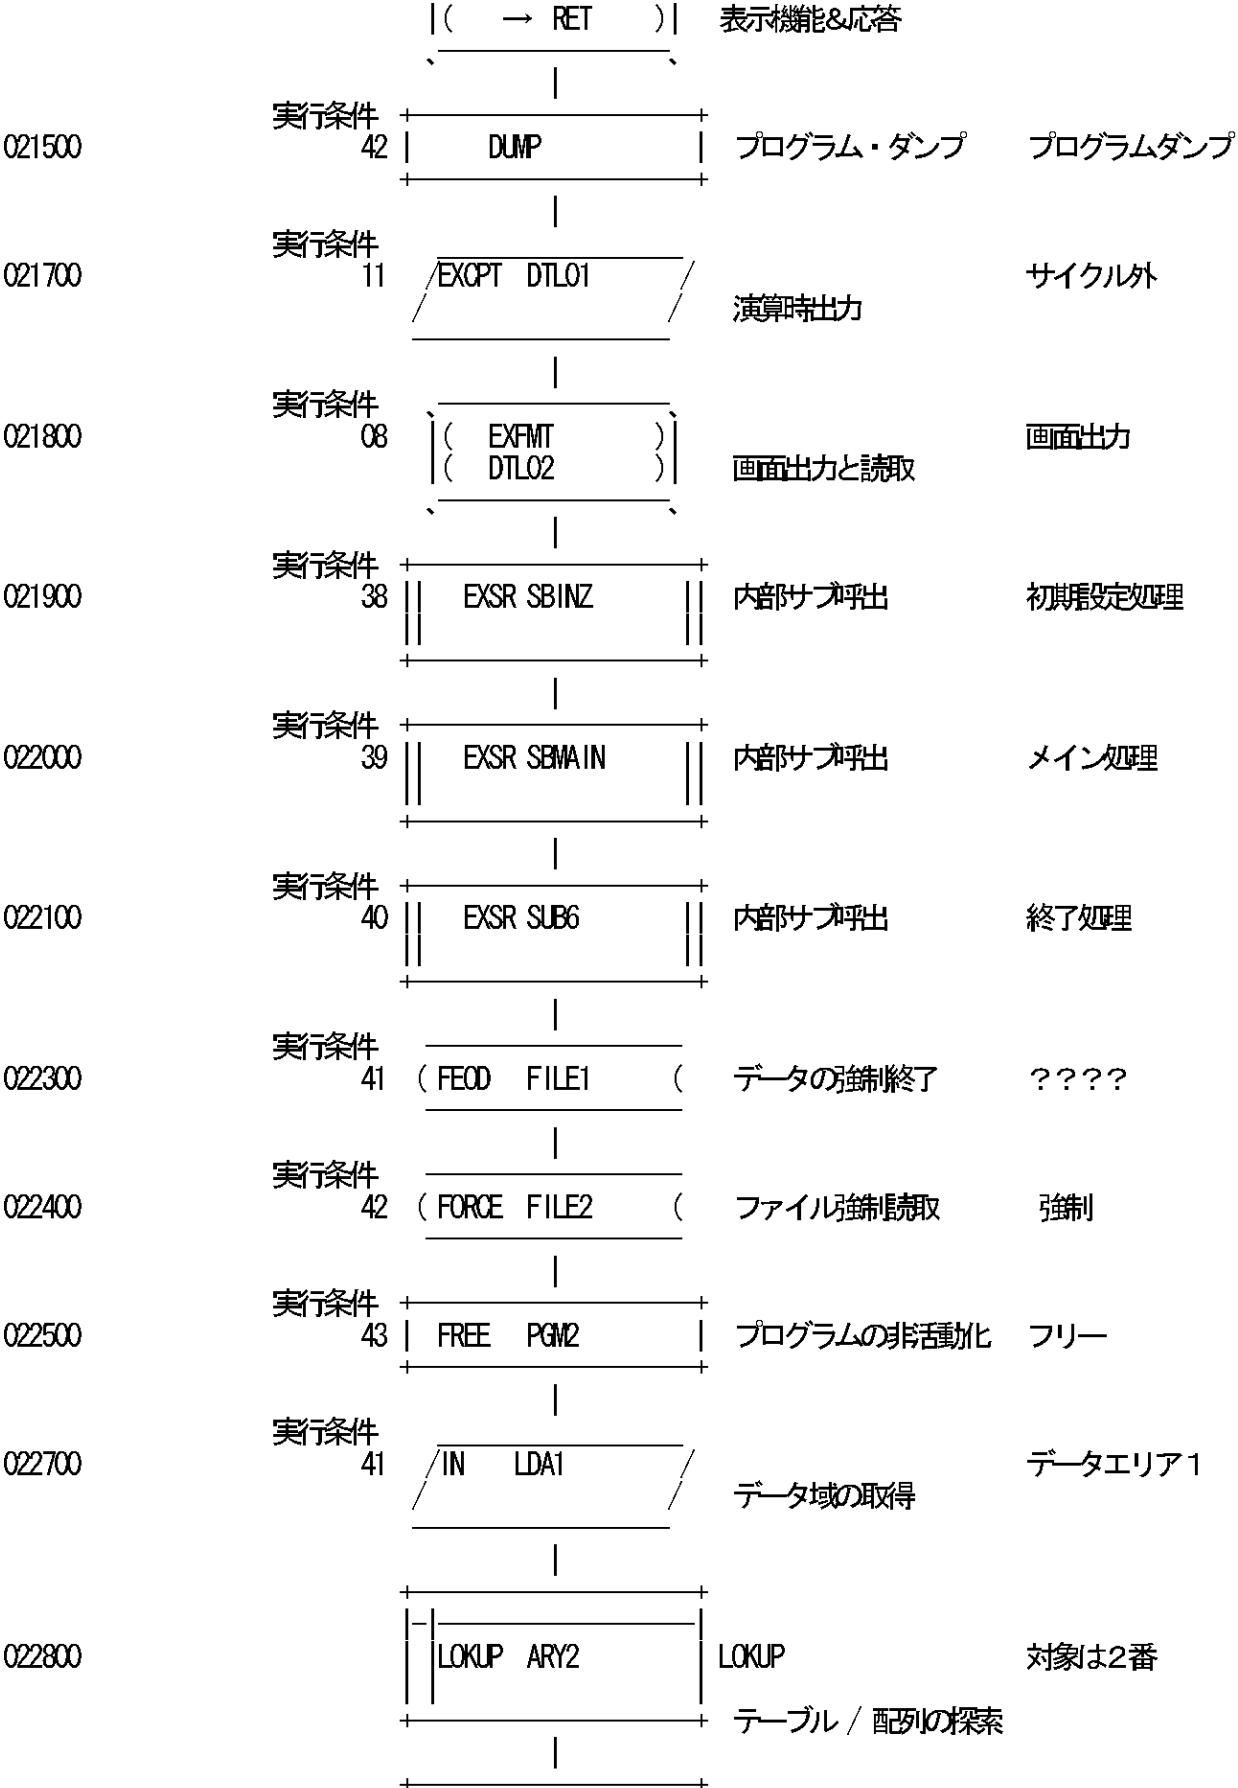 ( → RET ) 表示機能&応答
実行条件
021500 42 DUMP プログラム・ダンプ プログラムダンプ
実行条件
021700 11 EXCPT DTLO1 サイクル外
演算時出力
実行条件
021800 08 ( EXFMT ) 画面出力
( DTLO2 ) 画面出力と読取
実行条件
021900 38 EXSR SBINZ 内部サブ呼出 初期設定処理
実行条件
022000 39 EXSR SBMAIN 内部サブ呼出 メイン処理
実行条件
022100 40 EXSR SUB6 内部サブ呼出 終了処理
実行条件
022300 41 ( FEOD FILE1 ( データの強制終了 ????
実行条件
022400 42 ( FORCE FILE2 ( ファイル強制読取 強制
実行条件
022500 43 FREE PGM2 プログラムの非活動化 フリー
実行条件
022700 41 IN LDA1 データエリア1
データ域の取得
022800 LOKUP ARY2 LOKUP 対象は2番
テーブル / 配列の探索